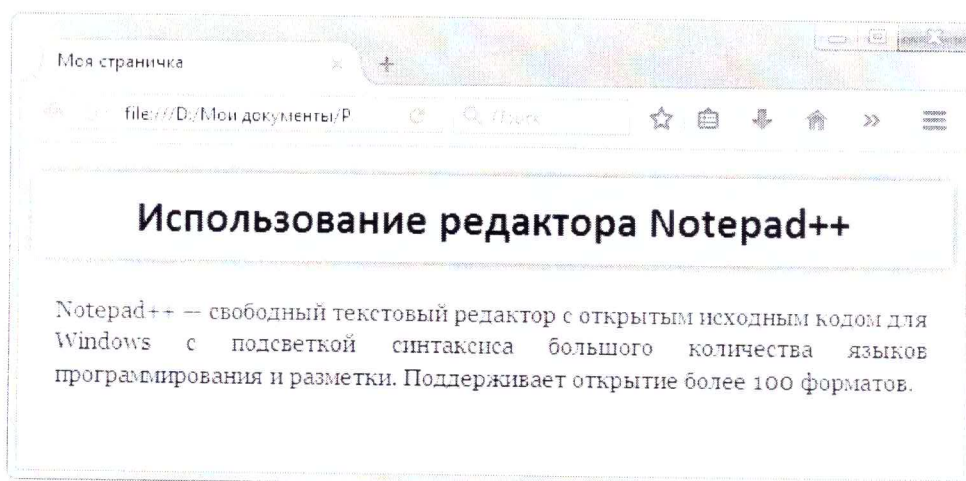 Моя страничка
file:///D:/Мои документы/P
Поиск
Использование редактора Notepad++
Notepad++ — свободный текстовый редактор с открытым исходным кодом для
Windows с подсветкой синтаксиса большого количества языков
программирования и разметки. Поддерживает открытие более 100 форматов.